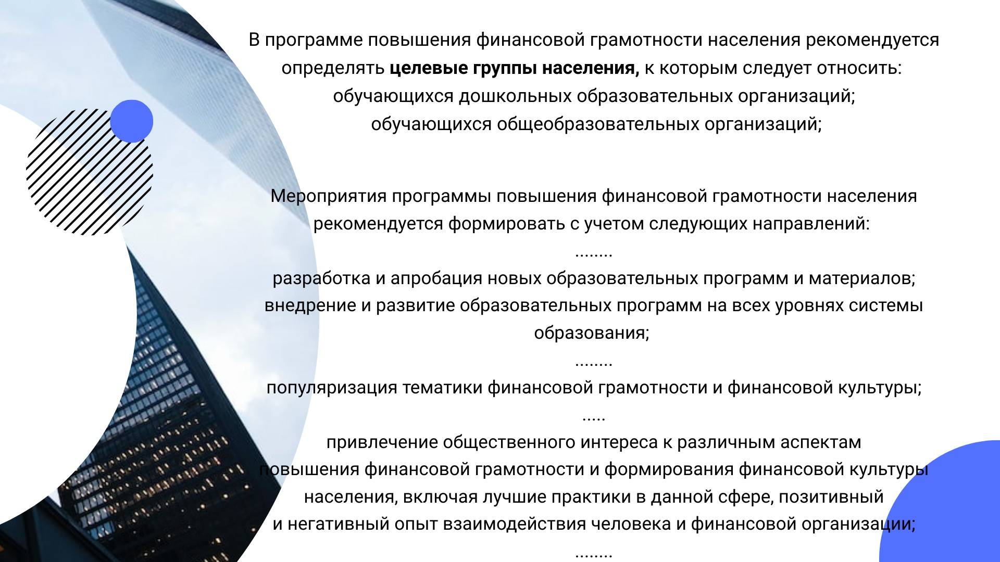 В программе повышения финансовой грамотности населения рекомендуется
определять целевые группы населения, к которым следует относить:
обучающихся дошкольных образовательных организаций;
обучающихся общеобразовательных организаций;
Мероприятия программы повышения финансовой грамотности населения
рекомендуется формировать с учетом следующих направлений:
........
разработка и апробация новых образовательных программ и материалов;
внедрение и развитие образовательных программ на всех уровнях системы
образования;
........
популяризация тематики финансовой грамотности и финансовой культуры;
.....
привлечение общественного интереса к различным аспектам
повышения финансовой грамотности и формирования финансовой культуры
населения, включая лучшие практики в данной сфере, позитивный
и негативный опыт взаимодействия человека и финансовой организации;
........